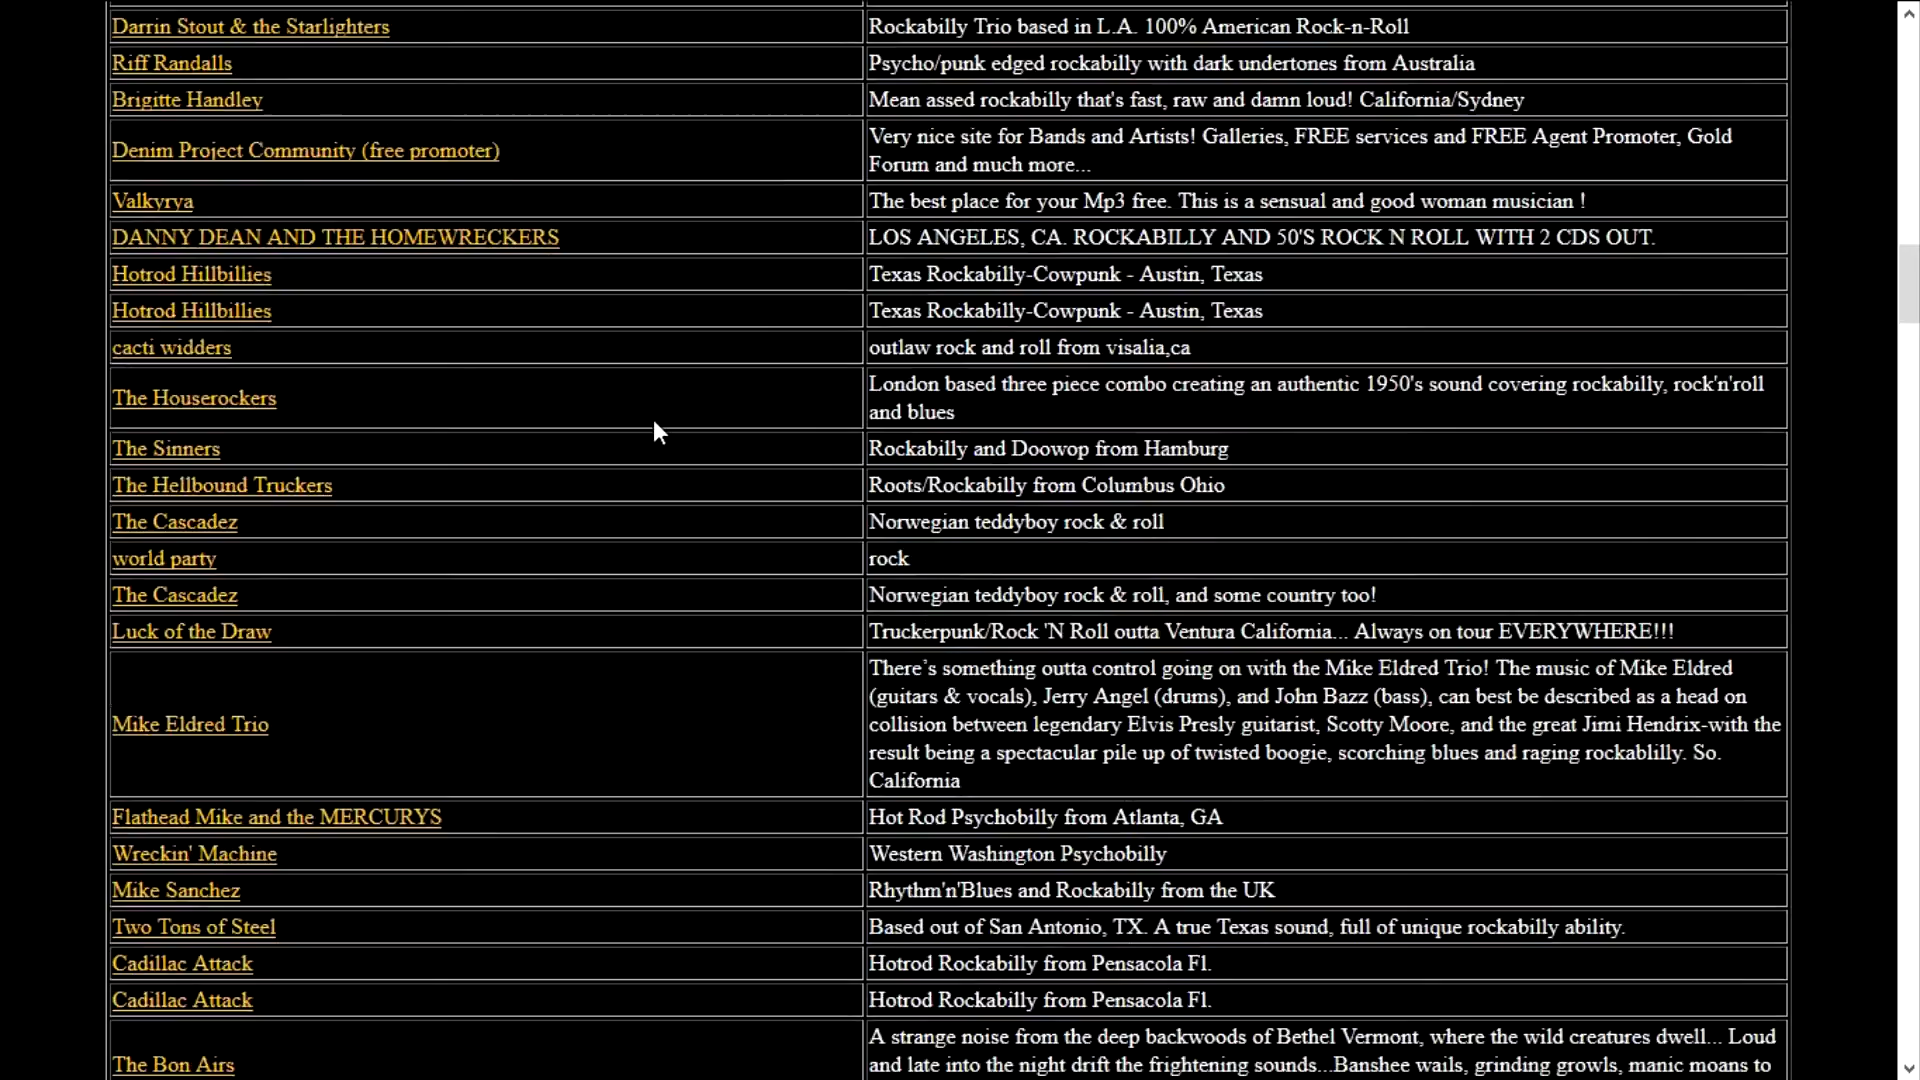 Darrin Stout & the Starlighters
Rockabilly Trio based in L.A. 100% American Rock-n-Roll
Riff Randalls
Psycho/punk edged rockabilly with dark undertones from Australia
Brigitte Handley
Mean assed rockabilly that's fast, raw and damn loud! California/Sydney
Denim Project Community (free promoter)
Very nice site for Bands and Artists! Galleries, FREE services and FREE Agent Promoter, Gold
Forum and much more...
Valkyrya
The best place for your Mp3 free. This is a sensual and good woman musician !
DANNY DEAN AND THE HOMEWRECKERS
LOS ANGELES, CA. ROCKABILLY AND 50'S ROCK N ROLL WITH 2 CDS OUT.
Hotrod Hillbillies
Texas Rockabilly-Cowpunk - Austin, Texas
Hotrod Hillbillies
Texas Rockabilly-Cowpunk - Austin, Texas
cacti widders
outlaw rock and roll from visalia,ca
The Houserockers
London based three piece combo creating an authentic 1950's sound covering rockabilly, rock'n'roll
and blues
The Sinners
Rockabilly and Doowop from Hamburg
The Hellbound Truckers
Roots/Rockabilly from Columbus Ohio
The Cascadez
Norwegian teddyboy rock & roll
world party
rock
The Cascadez
Norwegian teddyboy rock & roll, and some country too!
Luck of the Draw
Truckerpunk/Rock 'N Roll outta Ventura California... Always on tour EVERYWHERE!!!
Mike Eldred Trio
There’s something outta control going on with the Mike Eldred Trio! The music of Mike Eldred
(guitars & vocals), Jerry Angel (drums), and John Bazz (bass), can best be described as a head on
collision between legendary Elvis Presly guitarist, Scotty Moore, and the great Jimi Hendrix-with the
result being a spectacular pile up of twisted boogie, scorching blues and raging rockablilly. So.
California
Flathead Mike and the MERCURYS
Hot Rod Psychobilly from Atlanta, GA
Wreckin' Machine
Western Washington Psychobilly
Mike Sanchez
Rhythm'n'Blues and Rockabilly from the UK
Two Tons of Steel
Based out of San Antonio, TX. A true Texas sound, full of unique rockabilly ability.
Cadillac Attack
Hotrod Rockabilly from Pensacola Fl.
Cadillac Attack
Hotrod Rockabilly from Pensacola Fl.
The Bon Airs
A strange noise from the deep backwoods of Bethel Vermont, where the wild creatures dwell... Loud
and late into the night drift the frightening sounds...Banshee wails, grinding growls, manic moans to